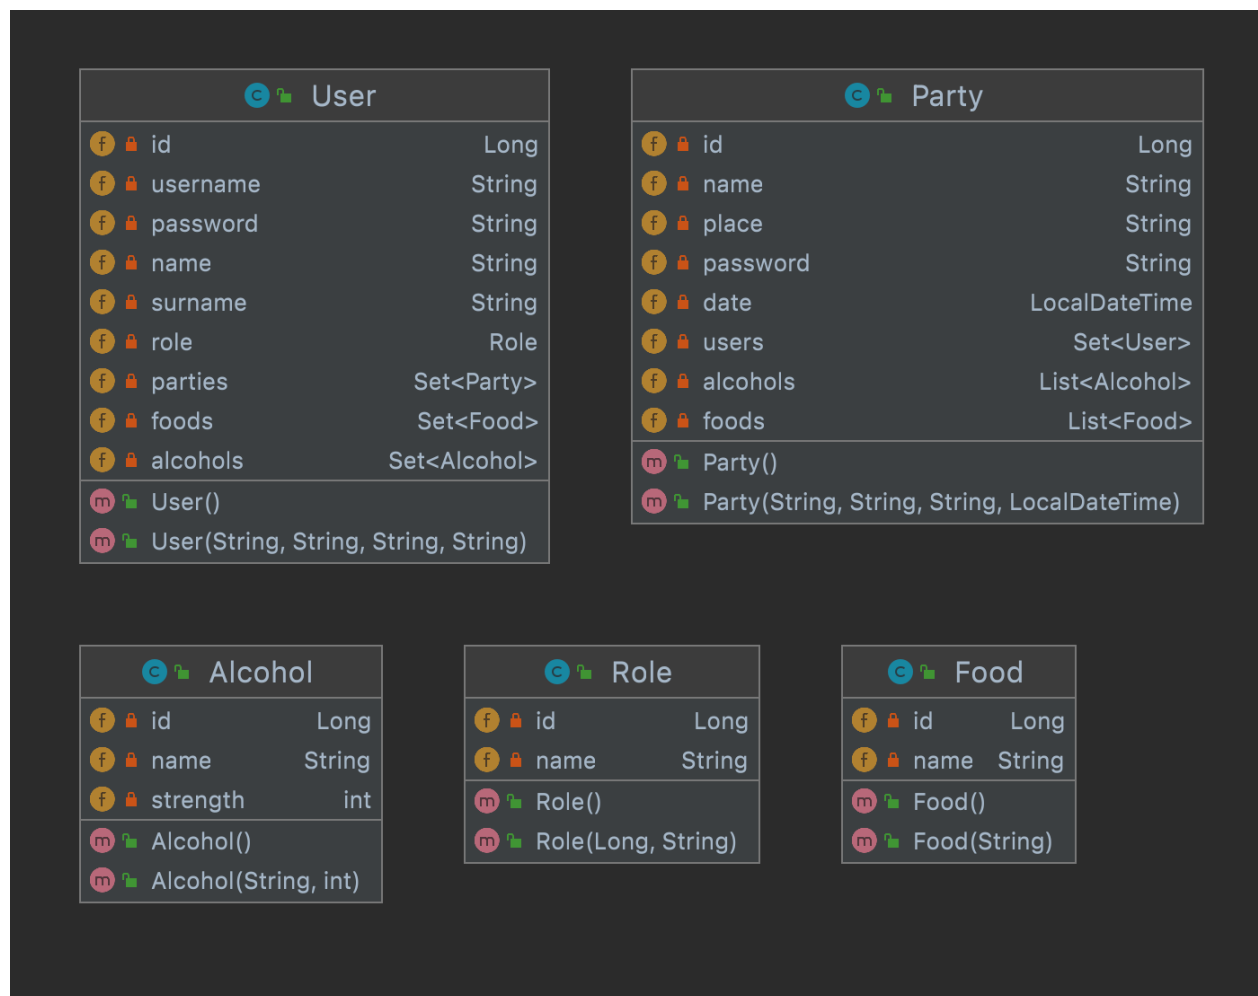 User
id Long
username String
password String
name String
surname String
role Role
parties Set<Party>
foods Set<Food>
alcohols Set<Alcohol>
User()
User(String, String, String, String)
Party
id Long
name String
place String
password String
date LocalDateTime
users Set<User>
alcohols List<Alcohol>
foods List<Food>
Party()
Party(String, String, String, LocalDateTime)
Alcohol
id Long
name String
strength int
Alcohol()
Alcohol(String, int)
Role
id Long
name String
Role()
Role(Long, String)
Food
id Long
name String
Food()
Food(String)